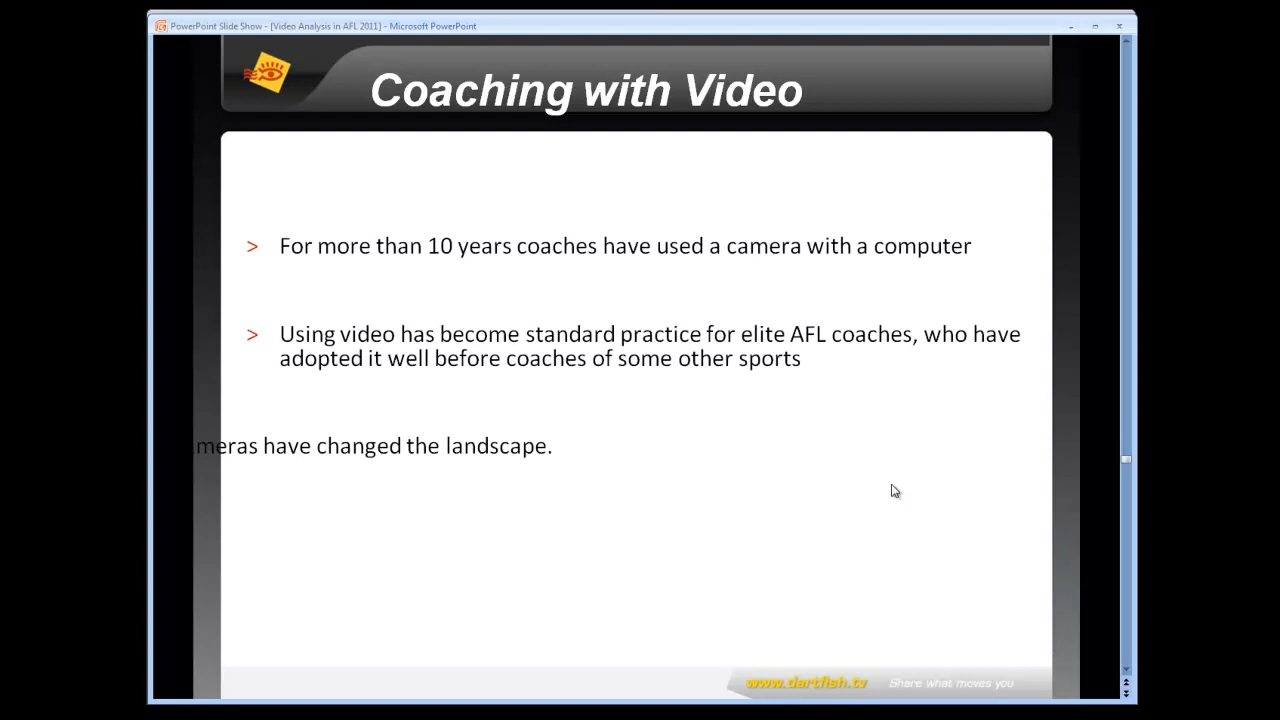 PowerPoint Slide Show - [Video Analysis in AFL 2011] - Microsoft PowerPoint
Coaching with Video
> For more than 10 years coaches have used a camera with a computer
> Using video has become standard practice for elite AFL coaches, who have
adopted it well before coaches of some other sports
meras have changed the landscape.
www.dartfish.tv Share what moves you